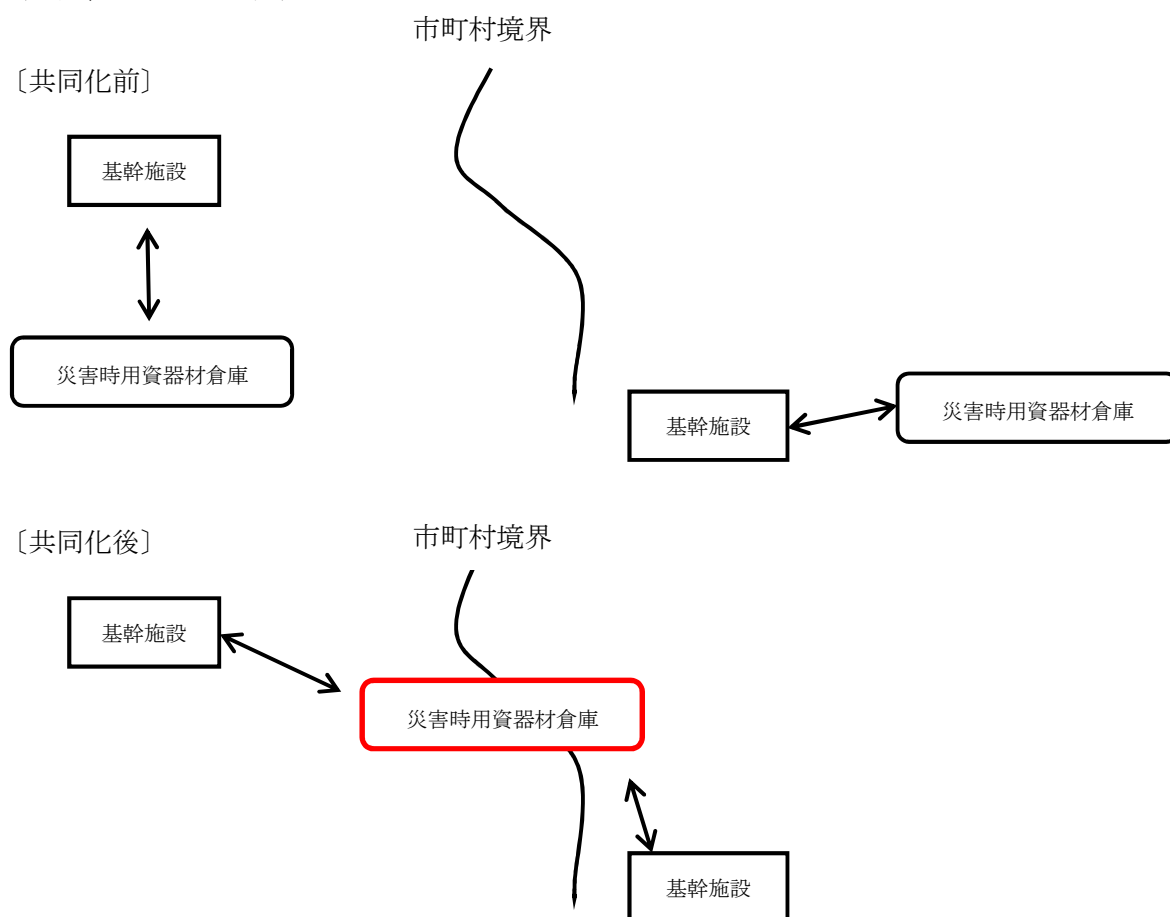 市町村境界
〔共同化前〕
基幹施設
災害時用資器材倉庫
基幹施設
災害時用資器材倉庫
〔共同化後〕
市町村境界
基幹施設
災害時用資器材倉庫
基幹施設